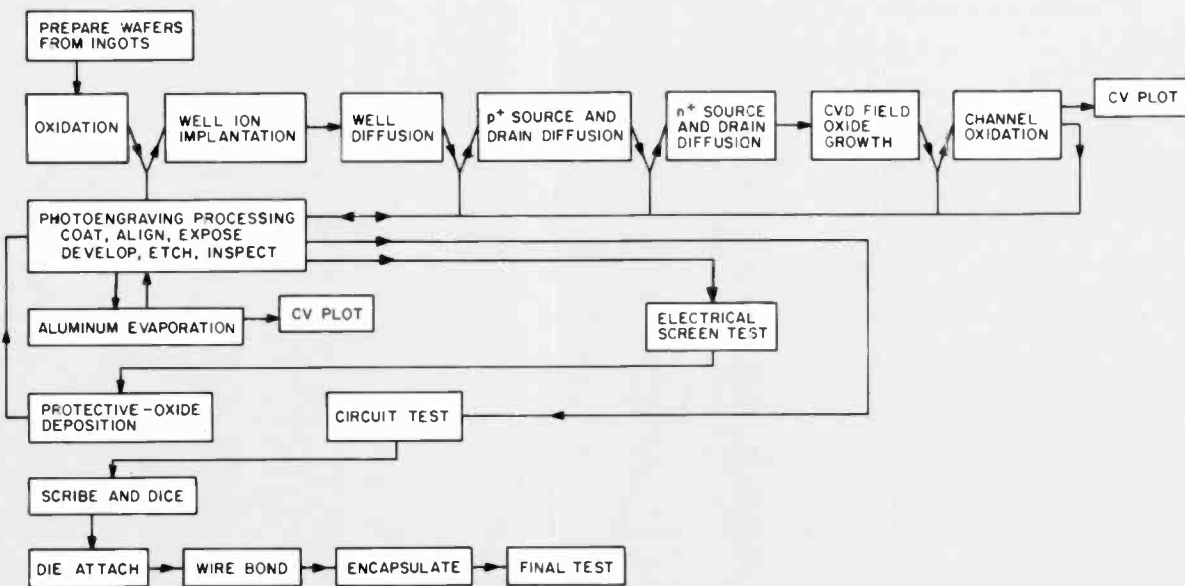 PREPARE WAFERS
FROM INGOTS
OXIDATION
WELL ION
IMPLANTATION
WELL
DIFFUSION
p+ SOURCE AND
DRAIN DIFFUSION
n+ SOURCE
AND DRAIN
DIFFUSION
CVD FIELD
OXIDE
GROWTH
CHANNEL
OXIDATION
CV PLOT
PHOTOENGRAVING PROCESSING
COAT, ALIGN, EXPOSE
DEVELOP, ETCH, INSPECT
ALUMINUM EVAPORATION
CV PLOT
ELECTRICAL
SCREEN TEST
PROTECTIVE-OXIDE
DEPOSITION
CIRCUIT TEST
SCRIBE AND DICE
DIE ATTACH
WIRE BOND
ENCAPSULATE
FINAL TEST